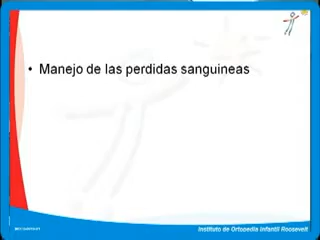 • Manejo de las perdidas sanguineas
Instituto de Ortopedia Infantil Roosevelt